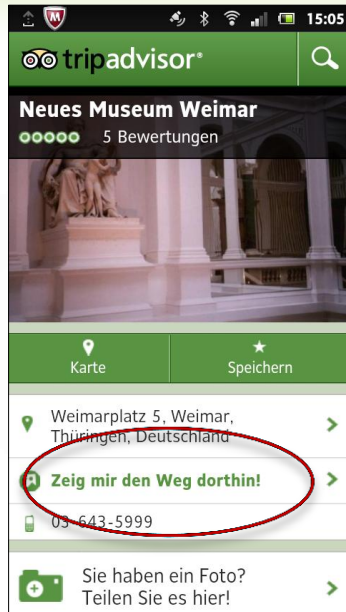 15:05
tripadvisor®
Neues Museum Weimar
5 Bewertungen
Karte
Speichern
Weimarplatz 5, Weimar,
Thüringen, Deutschland
Zeig mir den Weg dorthin!
03-643-5999
Sie haben ein Foto?
Teilen Sie es hier!